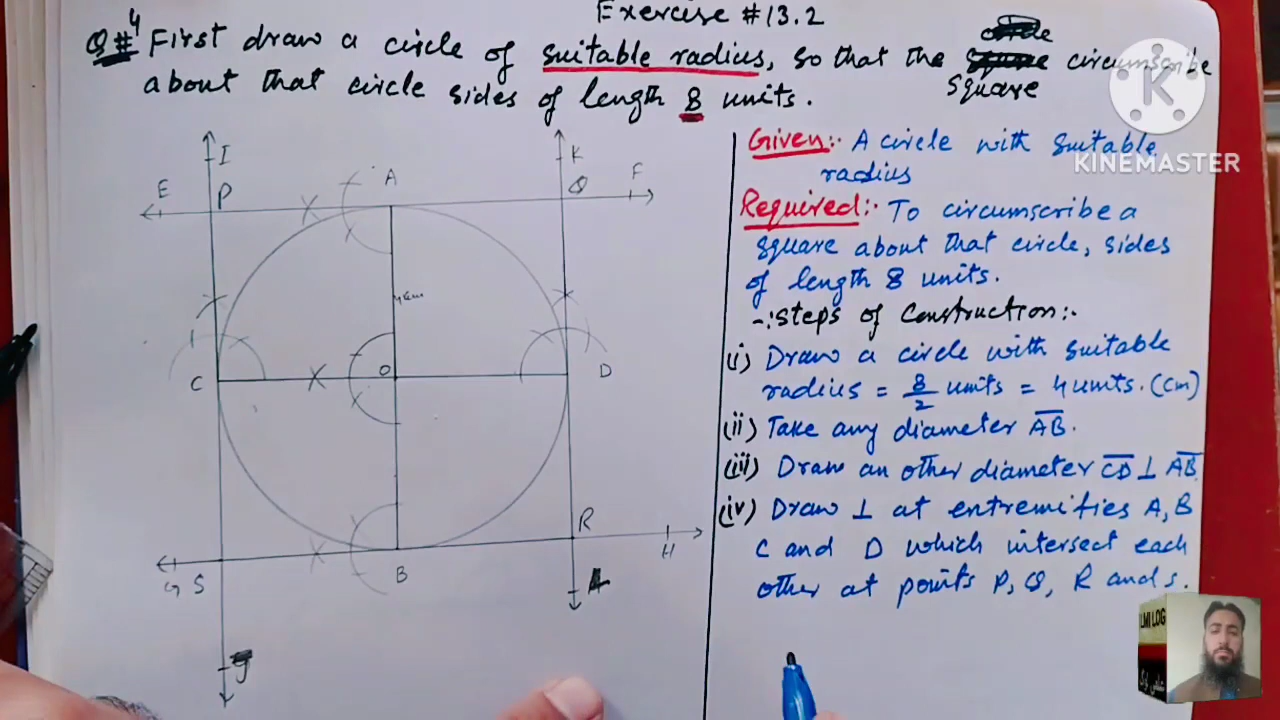 Exercise #13.2
Q#4 First draw a circle of suitable radius, so that the square circumscribe
about that circle sides of length 8 units.
I
K
E
P
A
Q
F
4cm
C
O
D
R
H
G
S
B
J
Given:- A circle with suitable
radius
Required:- To circumscribe a
square about that circle, sides
of length 8 units.
-:Steps of Construction:-
(i) Draw a circle with suitable
radius = 8/2 units = 4 units. (cm)
(ii) Take any diameter AB.
(iii) Draw an other diameter CD ⊥ AB
(iv) Draw ⊥ at entremities A, B
C and D which intersect each
other at points P, Q, R and S.
K
KINEMASTER
LMI LOG